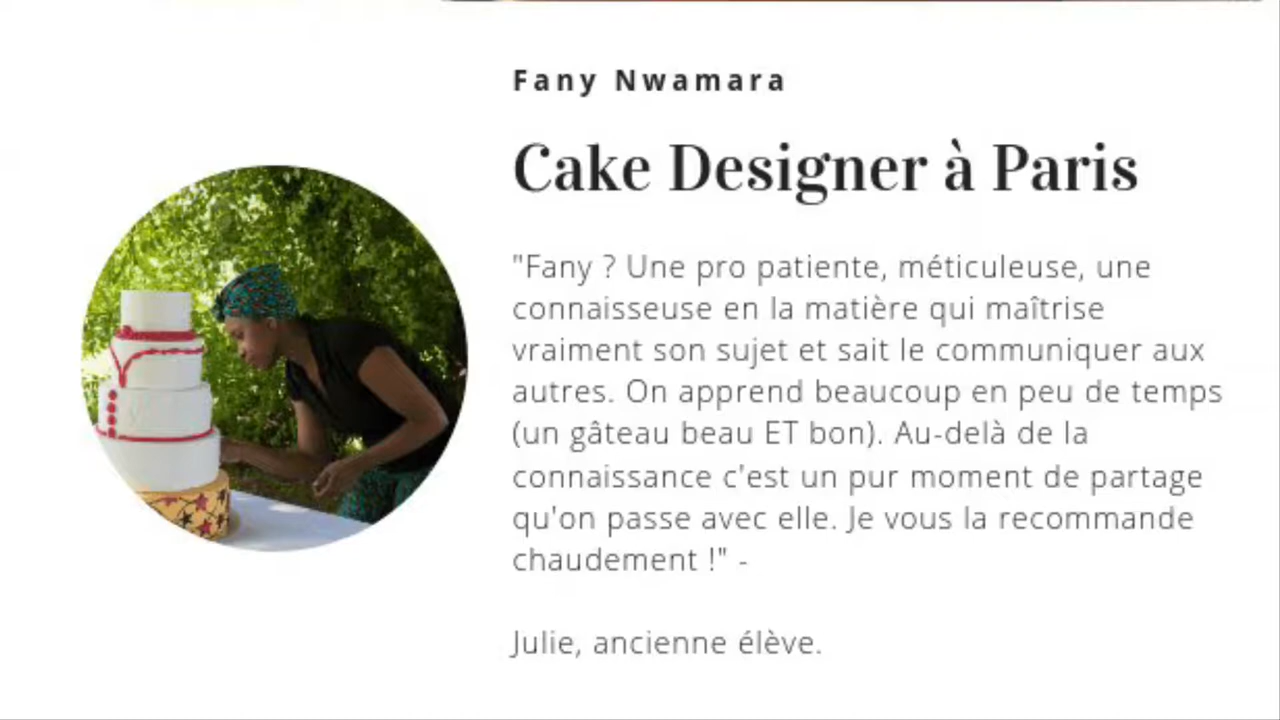 Fany Nwamara
Cake Designer à Paris
"Fany ? Une pro patiente, méticuleuse, une
connaisseuse en la matière qui maîtrise
vraiment son sujet et sait le communiquer aux
autres. On apprend beaucoup en peu de temps
(un gâteau beau ET bon). Au-delà de la
connaissance c'est un pur moment de partage
qu'on passe avec elle. Je vous la recommande
chaudement !" -
Julie, ancienne élève.